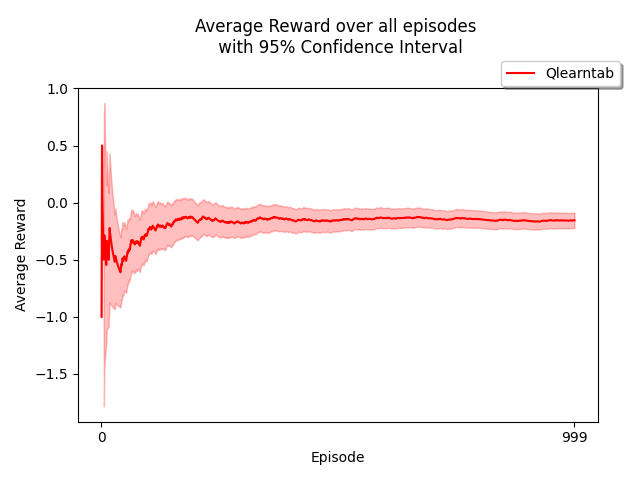 Average Reward over all episodes
with 95% Confidence Interval
Qlearntab
1.0
0.5
0.0
−0.5
−1.0
−1.5
Average Reward
0
999
Episode